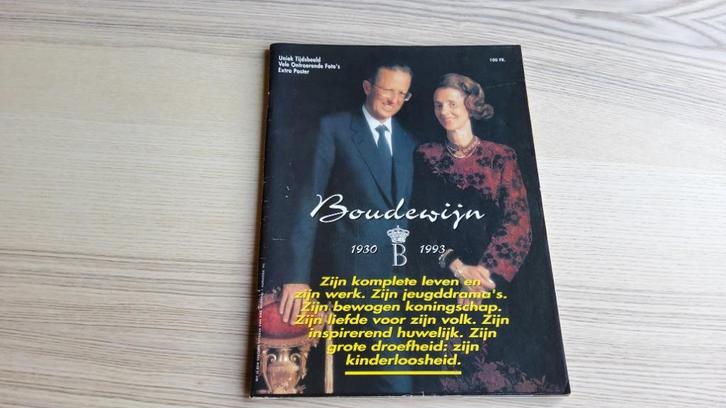 Uniek Tijdsbeeld
Vele Ontroerende Foto's
Extra Poster
100 FR.
Boudewijn
1930 B 1993
Zijn komplete leven en
zijn werk. Zijn jeugddrama's.
Zijn bewogen koningschap.
Zijn liefde voor zijn volk. Zijn
inspirerend huwelijk. Zijn
grote droefheid: zijn
kinderloosheid.